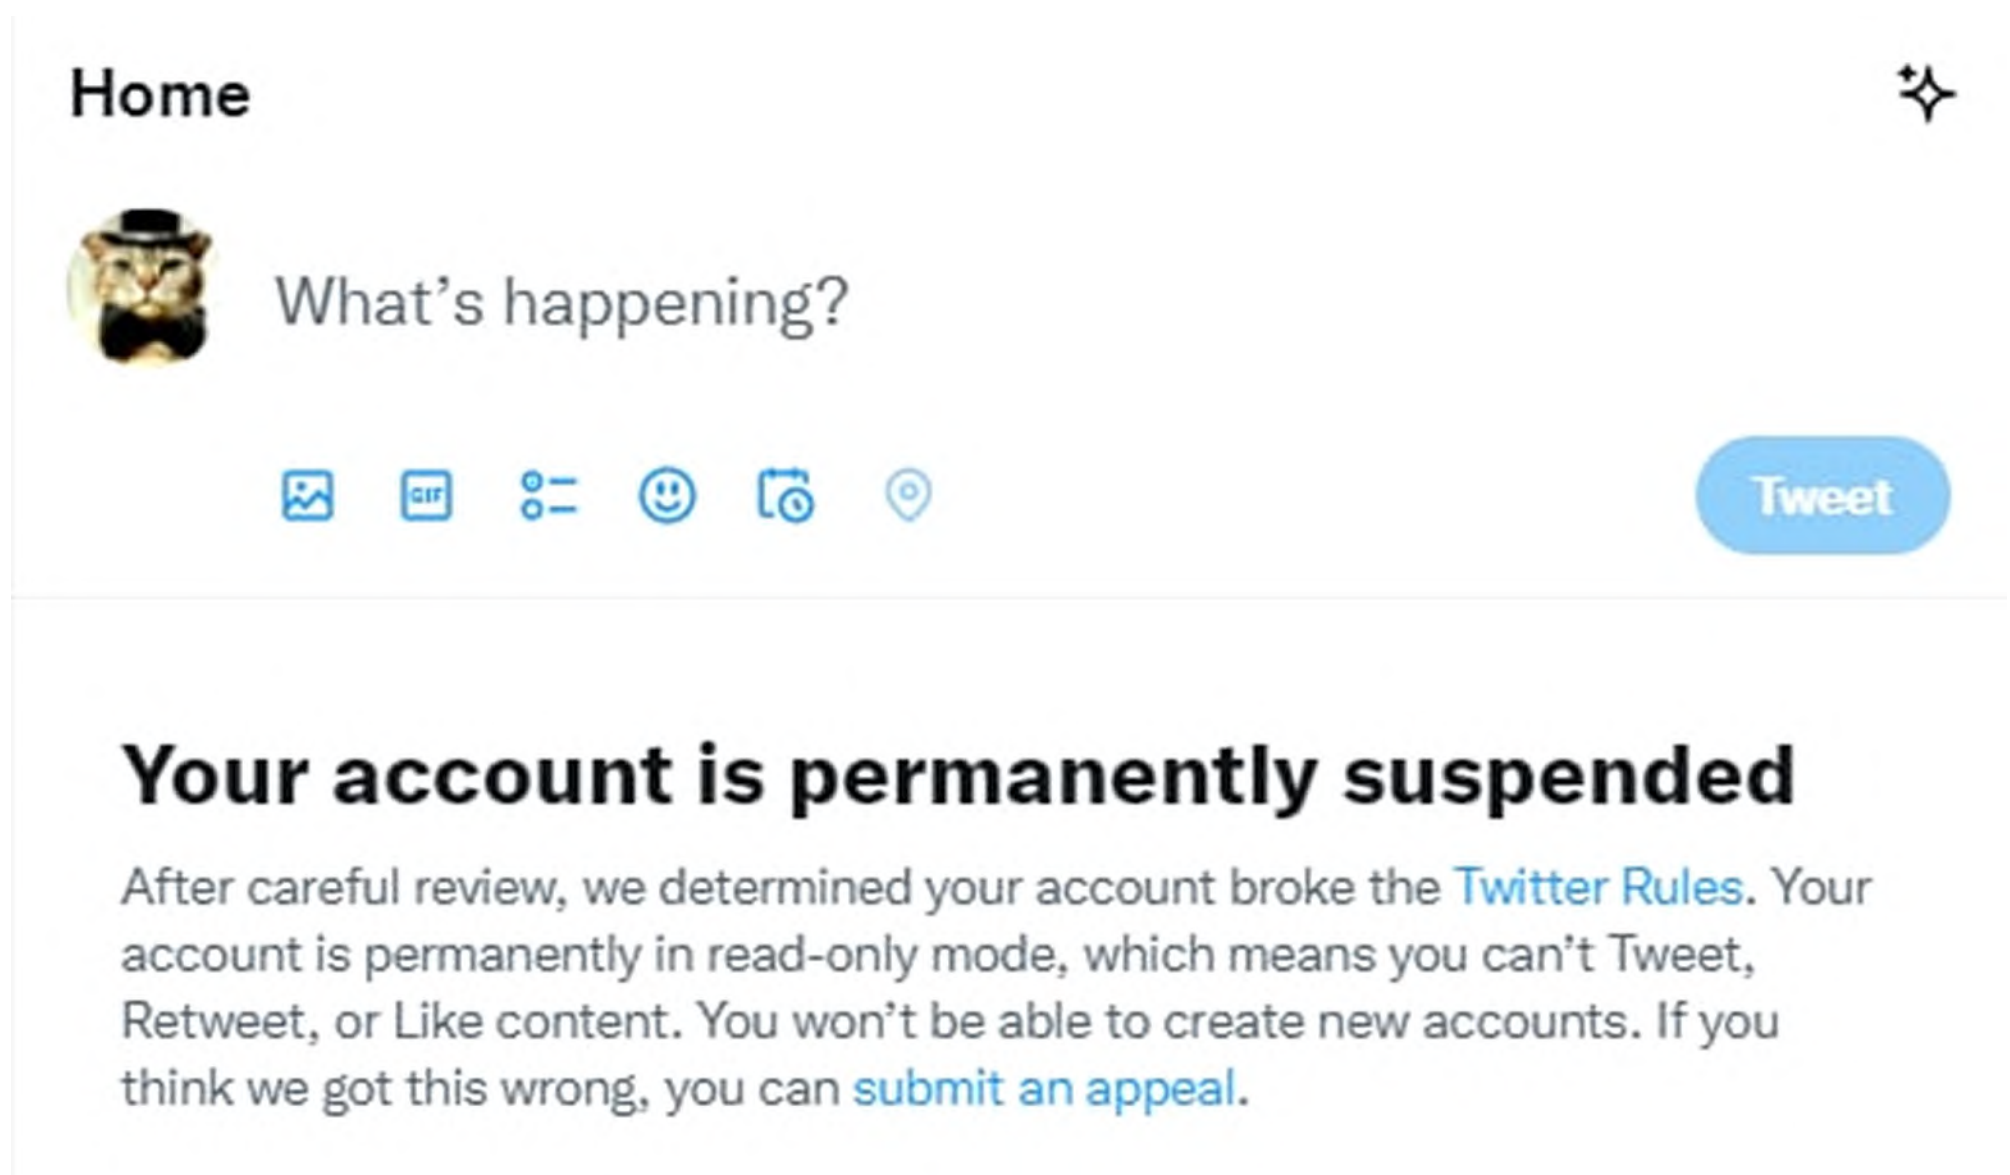 Home
What’s happening?
GIF
Tweet
Your account is permanently suspended
After careful review, we determined your account broke the Twitter Rules. Your
account is permanently in read-only mode, which means you can’t Tweet,
Retweet, or Like content. You won’t be able to create new accounts. If you
think we got this wrong, you can submit an appeal.